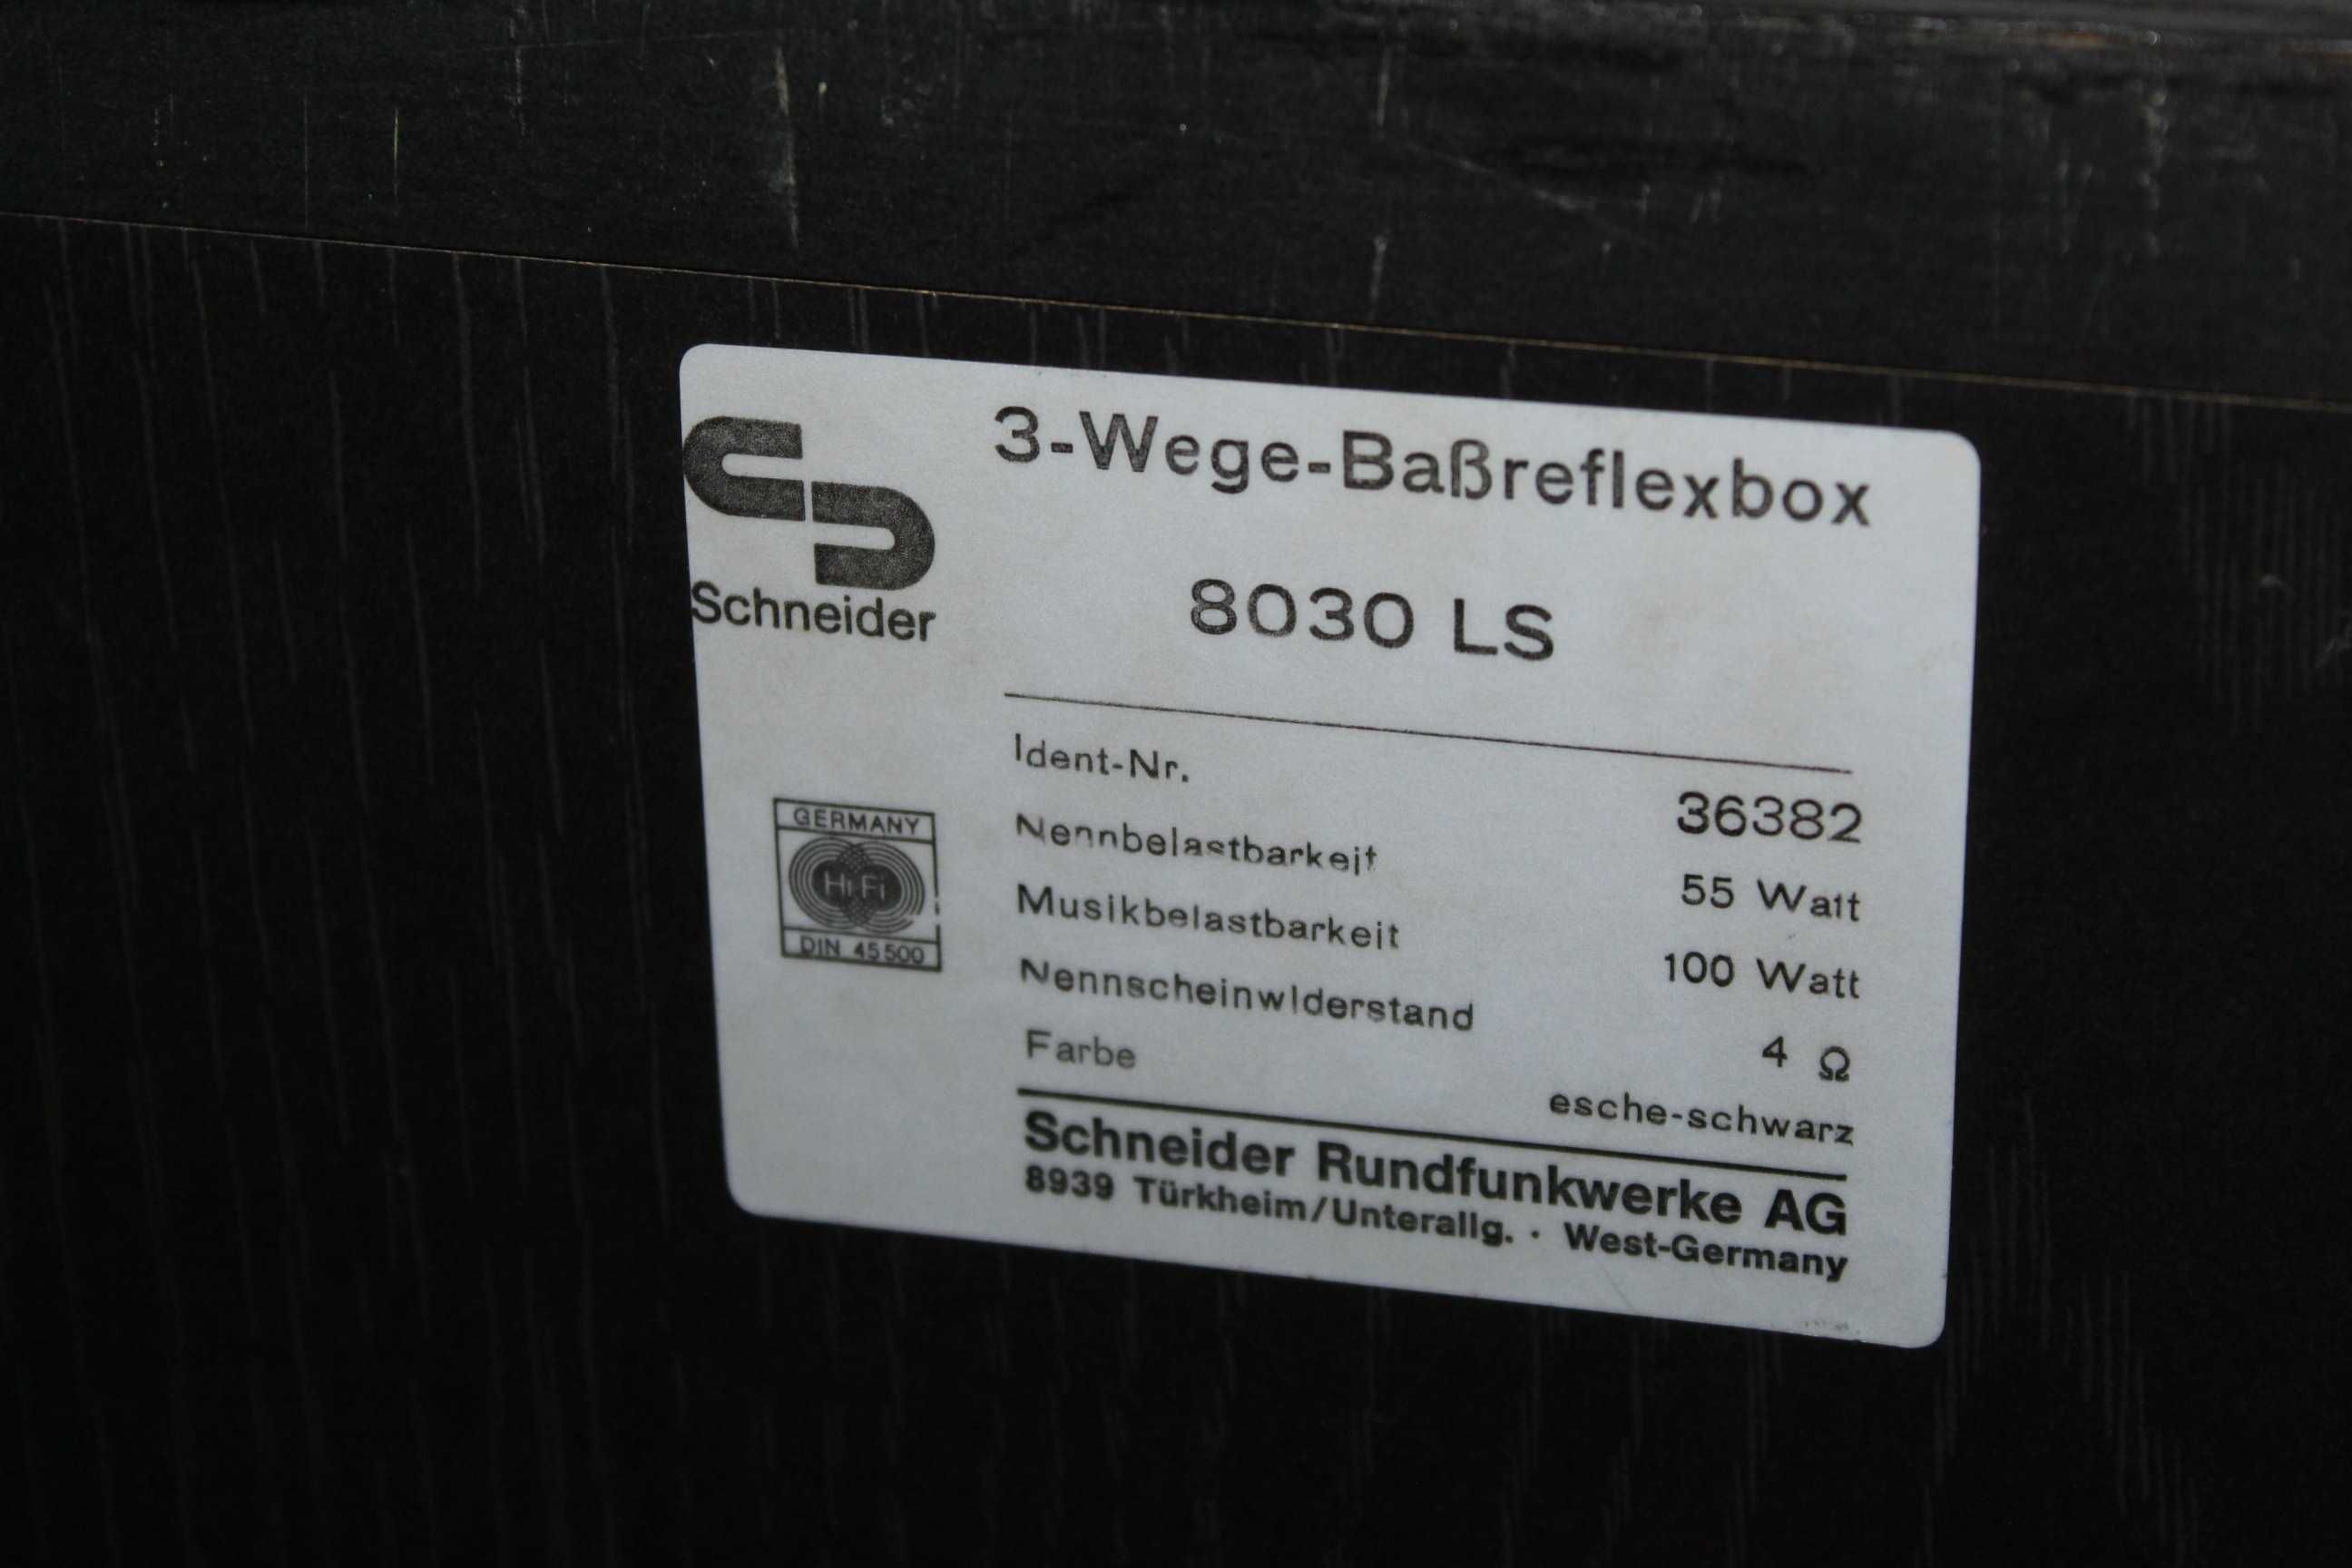 3-Wege-Baßreflexbox
Schneider
8030 LS
Ident-Nr. 36382
Nennbelastbarkeit 55 Watt
Musikbelastbarkeit 100 Watt
Nennscheinwiderstand 4 Ω
Farbe esche-schwarz
GERMANY
Hi Fi
DIN 45500
Schneider Rundfunkwerke AG
8939 Türkheim/Unterallg. · West-Germany